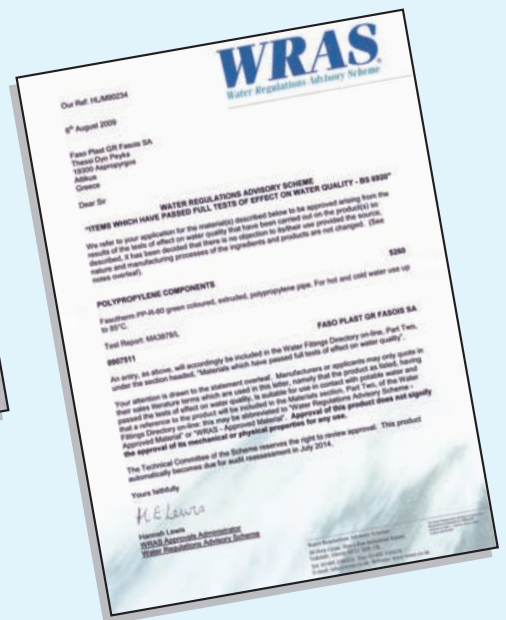 WRAS®
Water Regulations Advisory Scheme
Our Ref: HL/M90234
6th August 2009
Faso Plast GR Fasois SA
Thessi Dyo Peyka
19300 Aspropyrgus
Attikus
Greece
Dear Sir
WATER REGULATIONS ADVISORY SCHEME
"ITEMS WHICH HAVE PASSED FULL TESTS OF EFFECT ON WATER QUALITY - BS 6920"
We refer to your application for the material(s) described below to be approved arising from the
results of the tests of effect on water quality that have been carried out on the product(s) so
described, it has been decided that there is no objection to its/their use provided the source,
nature and manufacturing processes of the ingredients and products are not changed. (See
notes overleaf).
POLYPROPYLENE COMPONENTS
5260
Fasotherm PP-R-80 green coloured, extruded, polypropylene pipe. For hot and cold water use up
to 85°C.
Test Report:
0907511
FASO PLAST GR FASOIS SA
An entry, as above, will accordingly be included in the Water Fittings Directory on-line, Part Two,
under the section headed, "Materials which have passed full tests of effect on water quality".
Your attention is drawn to the statement overleaf. Manufacturers or applicants may only quote in
their sales literature terms which are used in this letter, namely that the product as listed, having
passed the tests of effect on water quality, is suitable for use in contact with potable water and
that a reference to the product will be included in the Materials section, Part Two, of the Water
Fittings Directory on-line; this may be abbreviated to "Water Regulations Advisory Scheme -
Approved Material" or "WRAS - Approved Material". Approval of this product does not signify
the approval of its mechanical or physical properties for any use.
The Technical Committee of the Scheme reserves the right to review approval. This product
automatically becomes due for audit reassessment in July 2014.
Yours faithfully
H E Lewis
Hannah Lewis
WRAS Approvals Administrator
Water Regulations Advisory Scheme